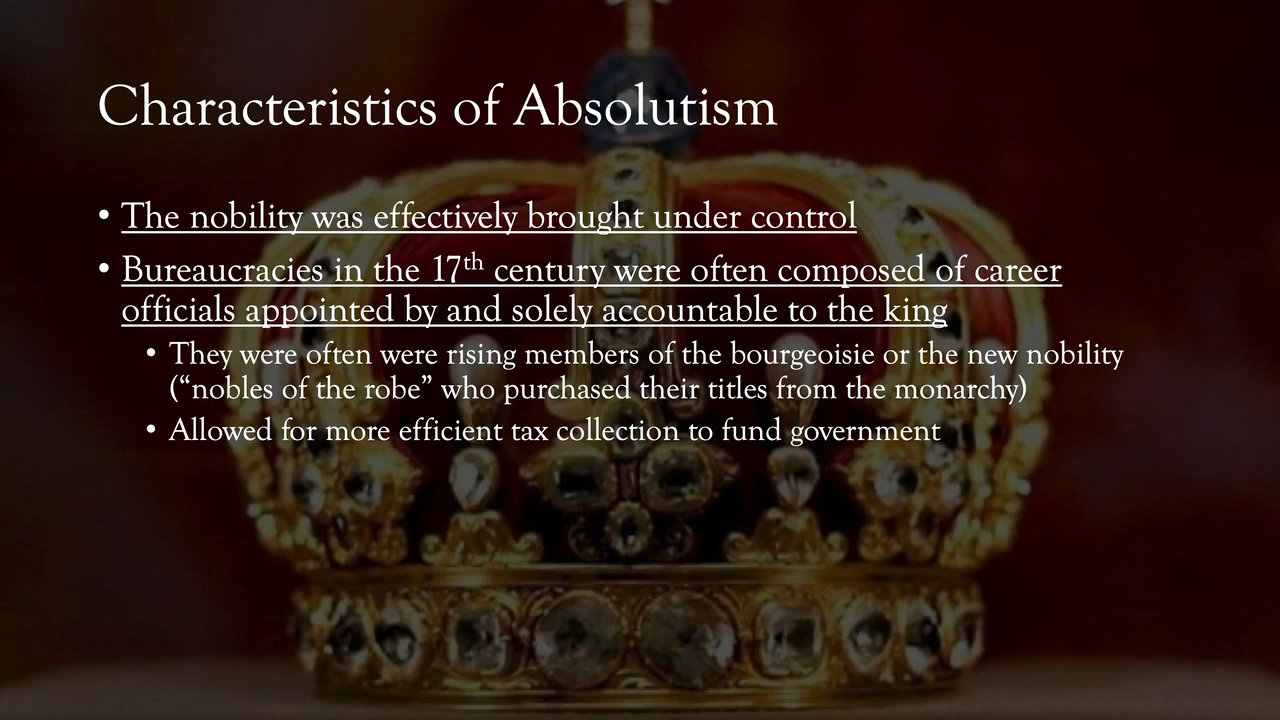 Characteristics of Absolutism
• The nobility was effectively brought under control
• Bureaucracies in the 17th century were often composed of career
officials appointed by and solely accountable to the king
• They were often were rising members of the bourgeoisie or the new nobility
(“nobles of the robe” who purchased their titles from the monarchy)
• Allowed for more efficient tax collection to fund government